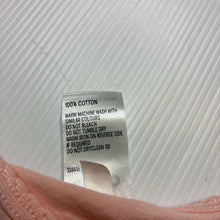 100% COTTON
WARM MACHINE WASH WITH
SIMILAR COLOURS
DO NOT BLEACH
DO NOT TUMBLE DRY
WARM IRON ON REVERSE SIDE
IF REQUIRED
DO NOT DRYCLEAN